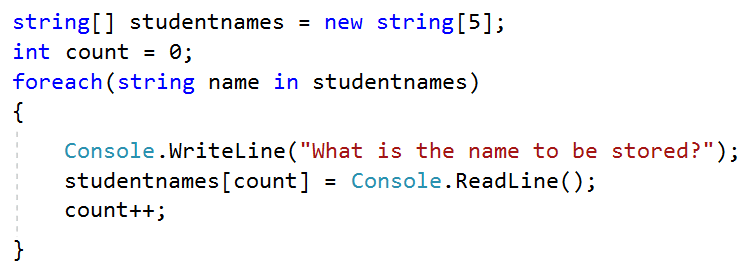 string[] studentnames = new string[5];
int count = 0;
foreach(string name in studentnames)
{
Console.WriteLine("What is the name to be stored?");
studentnames[count] = Console.ReadLine();
count++;
}